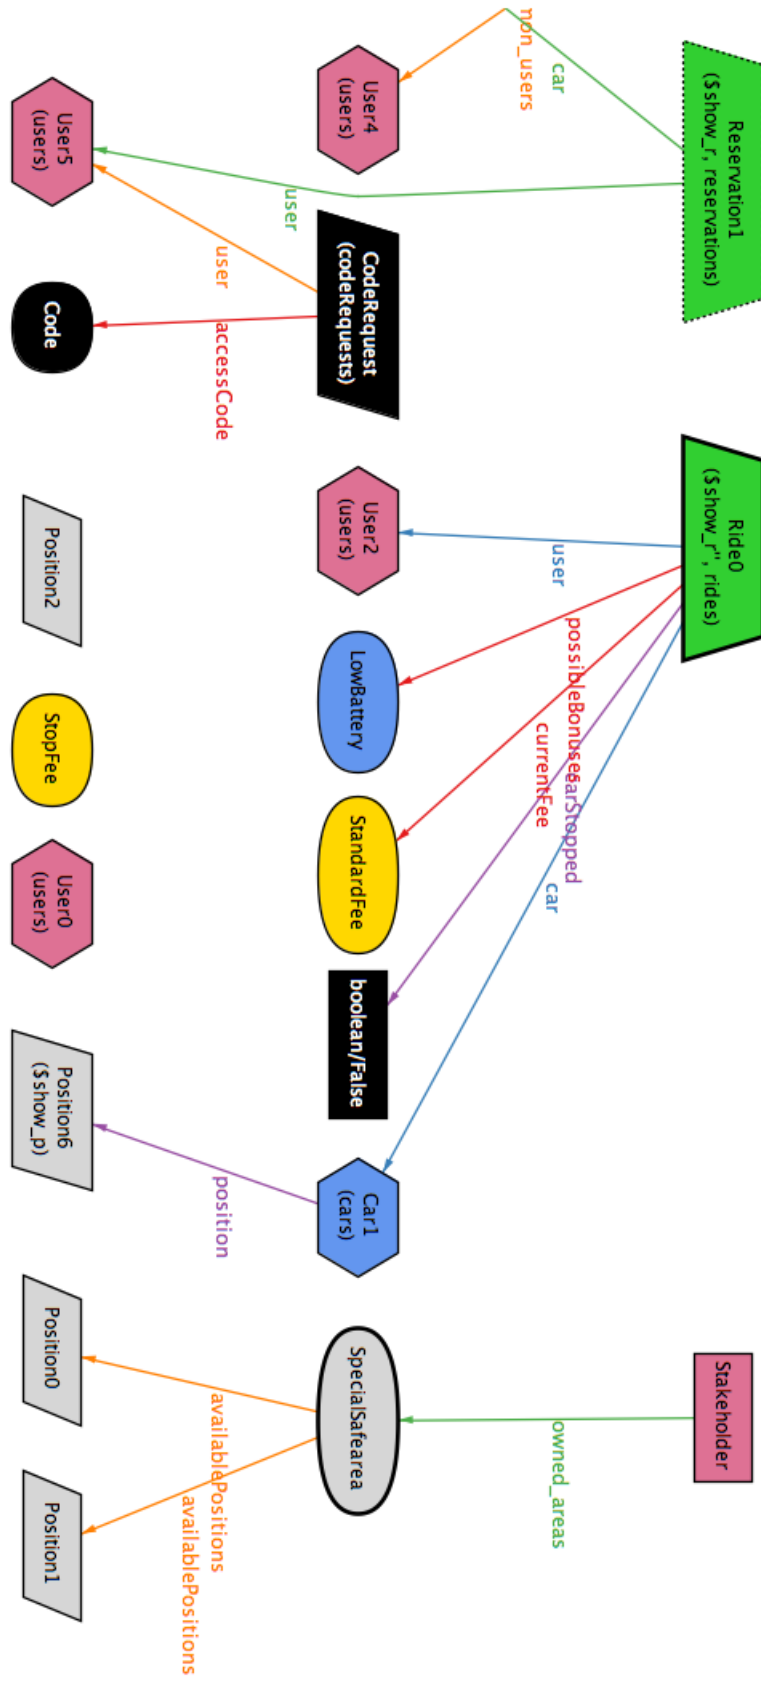 Reservation1
($show_r, reservations)
Ride0
($show_r", rides)
Stakeholder
car
non_users
user
possibleBonuses
carStopped
currentFee
car
owned_areas
User4
(users)
CodeRequest
(codeRequests)
User2
(users)
LowBattery
StandardFee
boolean/False
Car1
(cars)
SpecialSafearea
user
user
accessCode
position
availablePositions
availablePositions
User5
(users)
Code
Position2
StopFee
User0
(users)
Position6
($show_p)
Position0
Position1